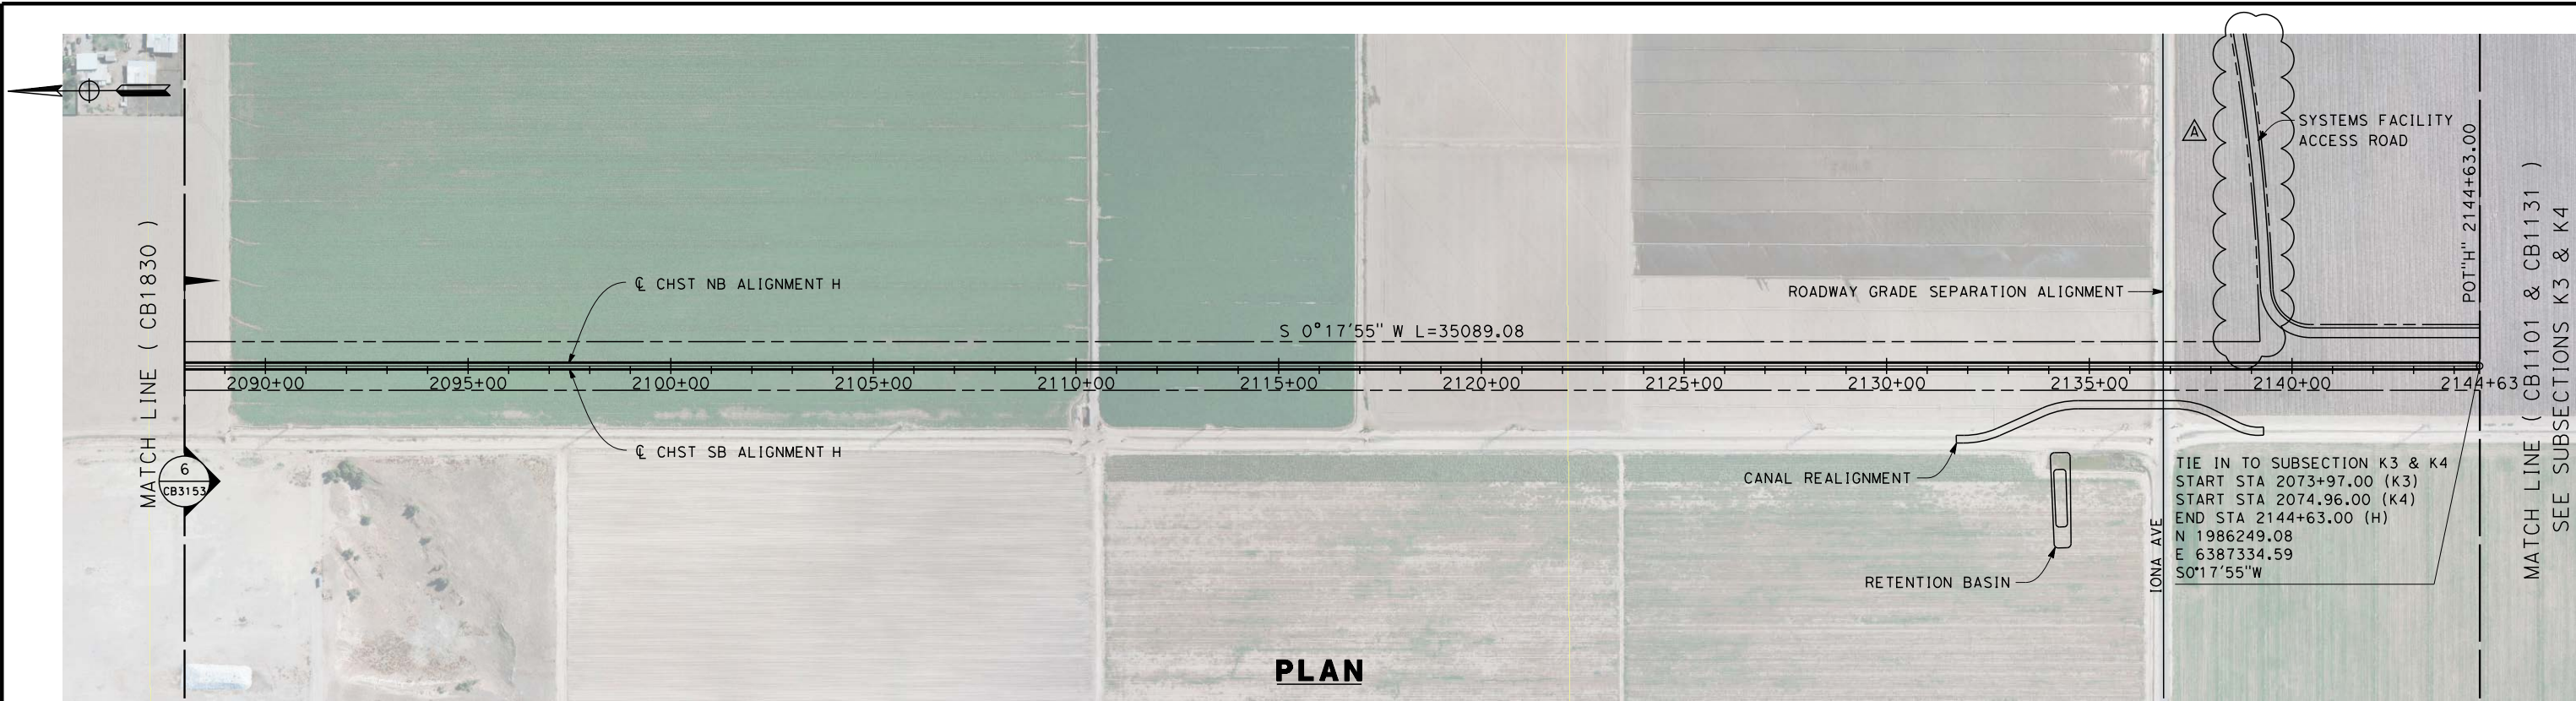 SYSTEMS FACILITY
ACCESS ROAD
A
POT"H" 2144+63.00
MATCH LINE ( CB1830 )
MATCH LINE ( CB1101 & CB1131 )
SEE SUBSECTIONS K3 & K4
℄ CHST NB ALIGNMENT H
ROADWAY GRADE SEPARATION ALIGNMENT
S 0°17'55" W L=35089.08
2090+00 2095+00 2100+00 2105+00 2110+00 2115+00 2120+00 2125+00 2130+00 2135+00 2140+00 2144+63
℄ CHST SB ALIGNMENT H
6
CB3153
CANAL REALIGNMENT
TIE IN TO SUBSECTION K3 & K4
START STA 2073+97.00 (K3)
START STA 2074.96.00 (K4)
END STA 2144+63.00 (H)
N 1986249.08
E 6387334.59
S0°17'55"W
IONA AVE
RETENTION BASIN
PLAN